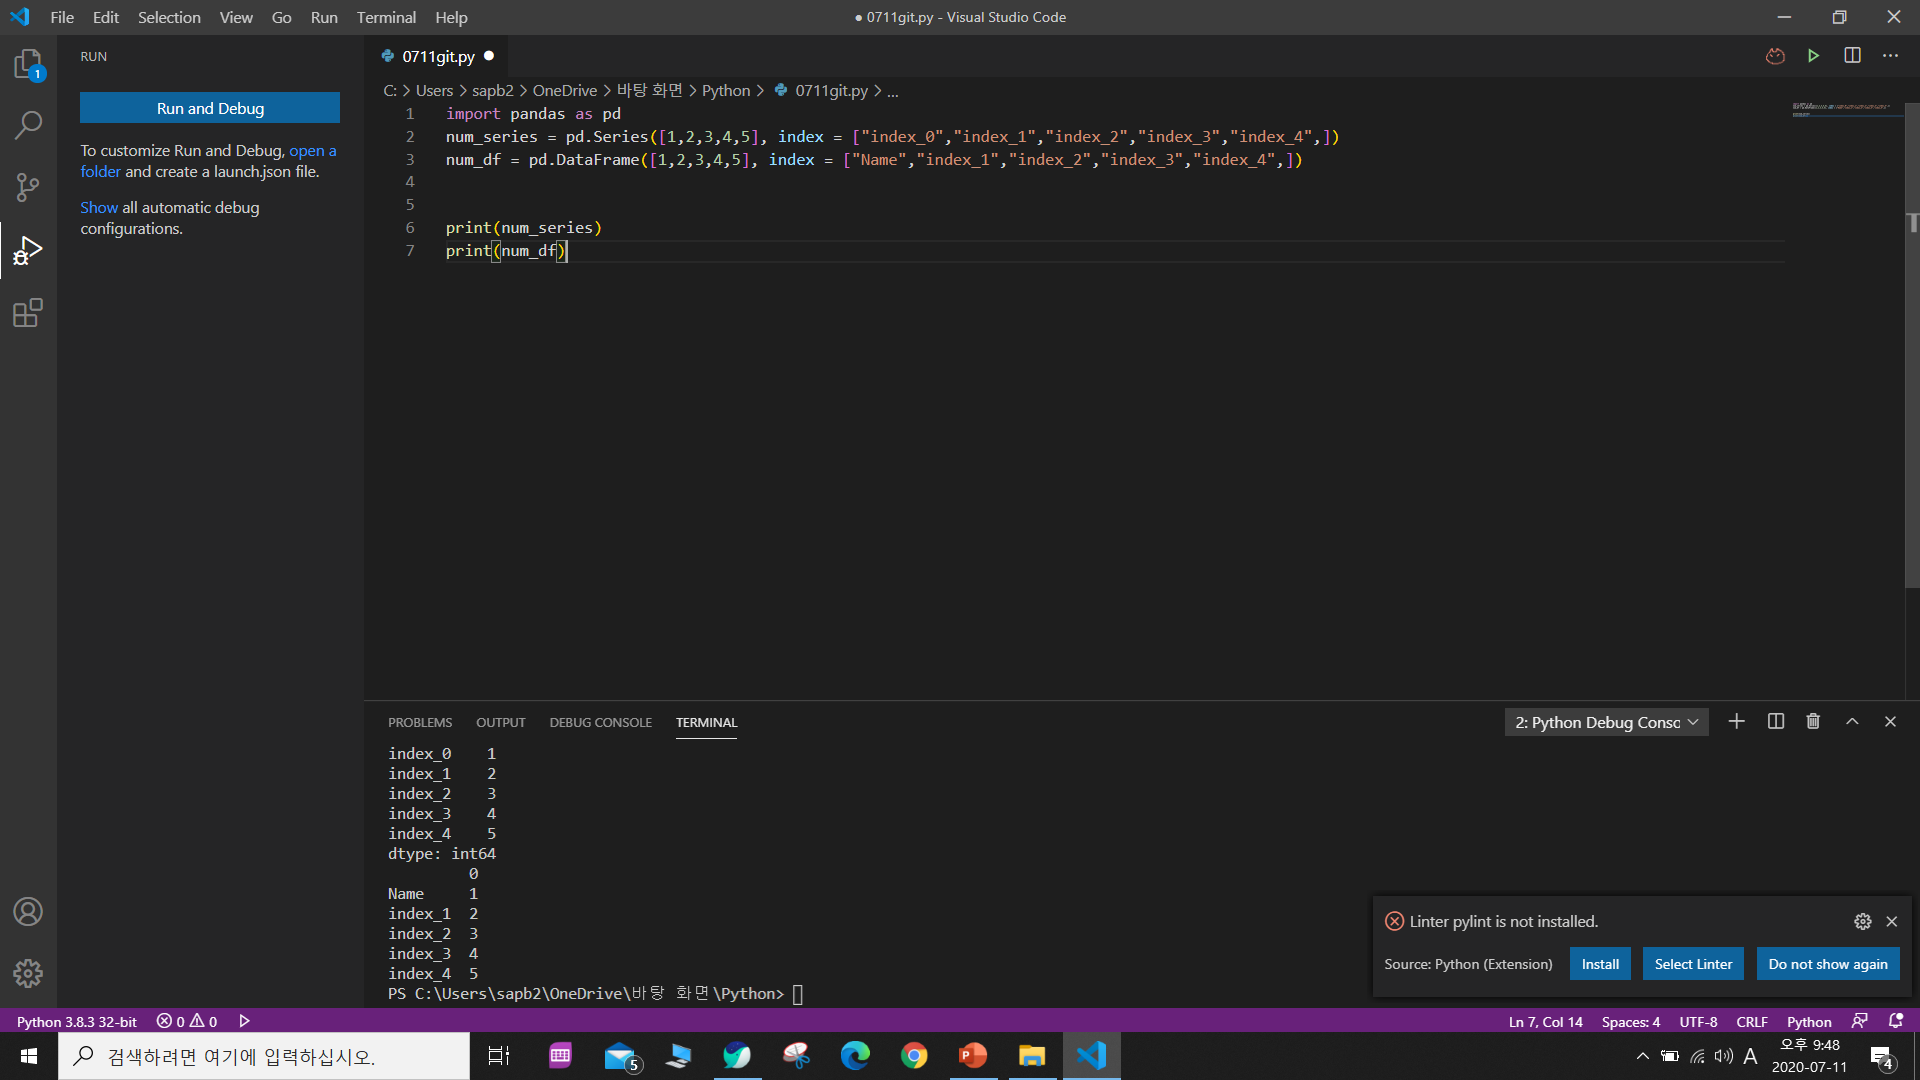 File Edit Selection View Go Run Terminal Help
● 0711git.py - Visual Studio Code
RUN
Run and Debug
To customize Run and Debug, open a
folder and create a launch.json file.
Show all automatic debug
configurations.
1
0711git.py ●
C: > Users > sapb2 > OneDrive > 바탕 화면 > Python > 0711git.py > ...
1 import pandas as pd
2 num_series = pd.Series([1,2,3,4,5], index = ["index_0","index_1","index_2","index_3","index_4",])
3 num_df = pd.DataFrame([1,2,3,4,5], index = ["Name","index_1","index_2","index_3","index_4",])
4
5
6 print(num_series)
7 print(num_df)
PROBLEMS OUTPUT DEBUG CONSOLE TERMINAL
2: Python Debug Consc
index_0 1
index_1 2
index_2 3
index_3 4
index_4 5
dtype: int64
0
Name 1
index_1 2
index_2 3
index_3 4
index_4 5
PS C:\Users\sapb2\OneDrive\바탕 화면\Python>
Linter pylint is not installed.
Source: Python (Extension) Install Select Linter Do not show again
Python 3.8.3 32-bit 0 0
Ln 7, Col 14 Spaces: 4 UTF-8 CRLF Python
검색하려면 여기에 입력하십시오.
5
A
오후 9:48
2020-07-11
4